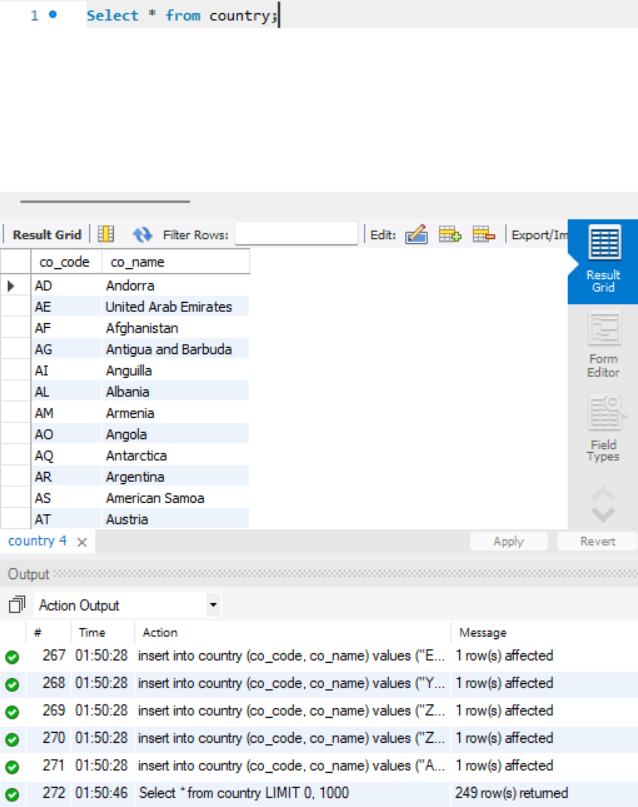 1 Select * from country;
Result Grid Filter Rows: Edit: Export/Im
co_code co_name
AD Andorra
AE United Arab Emirates
AF Afghanistan
AG Antigua and Barbuda
AI Anguilla
AL Albania
AM Armenia
AO Angola
AQ Antarctica
AR Argentina
AS American Samoa
AT Austria
Result
Grid
Form
Editor
Field
Types
country 4 Apply Revert
Output
Action Output
# Time Action Message
267 01:50:28 insert into country (co_code, co_name) values ("E... 1 row(s) affected
268 01:50:28 insert into country (co_code, co_name) values ("Y... 1 row(s) affected
269 01:50:28 insert into country (co_code, co_name) values ("Z... 1 row(s) affected
270 01:50:28 insert into country (co_code, co_name) values ("Z... 1 row(s) affected
271 01:50:28 insert into country (co_code, co_name) values ("A... 1 row(s) affected
272 01:50:46 Select * from country LIMIT 0, 1000 249 row(s) returned